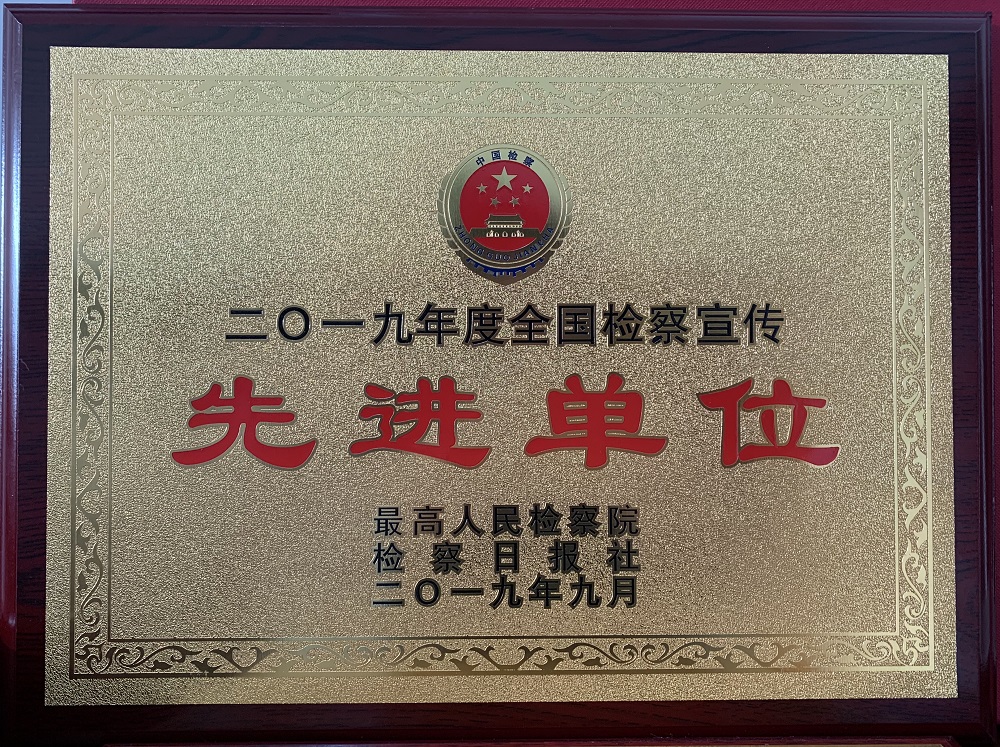 中国检察
ZHONGGUO JIANCHA
二〇一九年度全国检察宣传
先进单位
最高人民检察院
检察日报社
二〇一九年九月